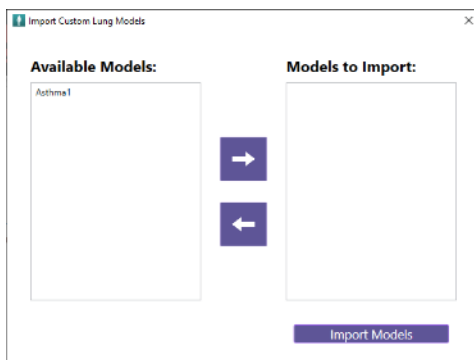 Import Custom Lung Models
Available Models:
Models to Import:
Asthma1
Import Models